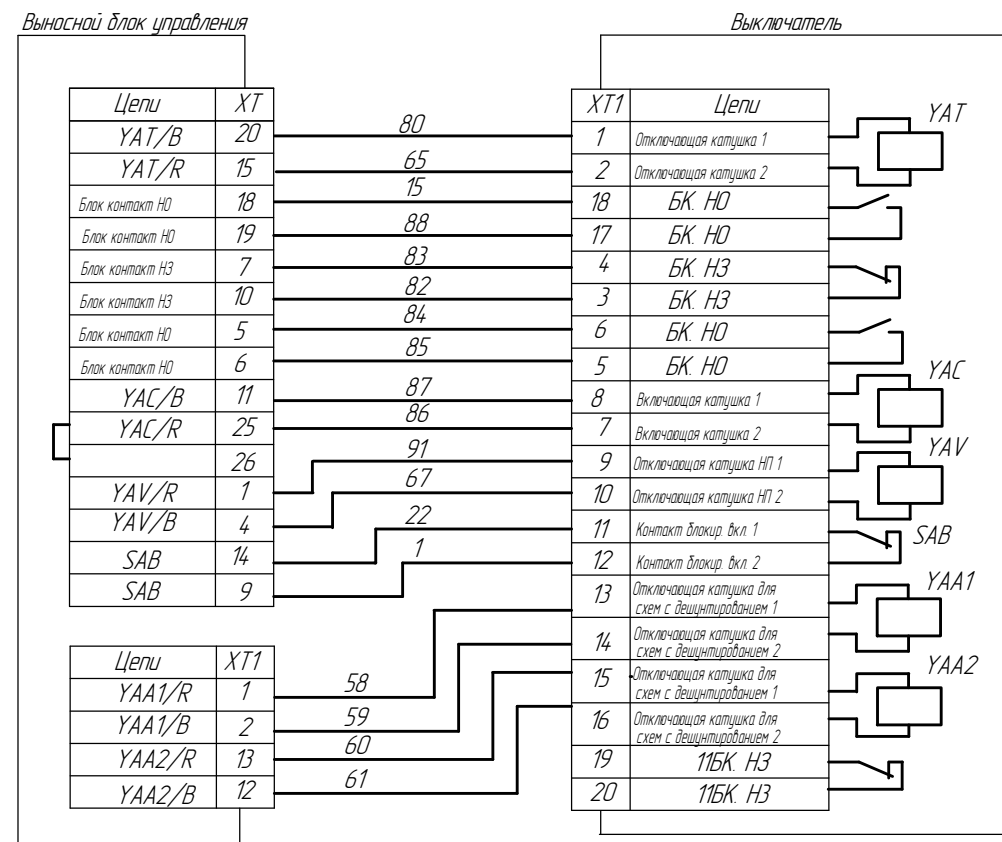 Выносной блок управления
Выключатель
Цепи XT
YAT/B 20
YAT/R 15
Блок контакт НО 18
Блок контакт НО 19
Блок контакт НЗ 7
Блок контакт НЗ 10
Блок контакт НО 5
Блок контакт НО 6
YAC/B 11
YAC/R 25
26
YAV/R 1
YAV/B 4
SAB 14
SAB 9
Цепи XT1
YAA1/R 1
YAA1/B 2
YAA2/R 13
YAA2/B 12
80
65
15
88
83
82
84
85
87
86
91
67
22
1
58
59
60
61
XT1 Цепи
1 Отключающая катушка 1
2 Отключающая катушка 2
18 БК. НО
17 БК. НО
4 БК. НЗ
3 БК. НЗ
6 БК. НО
5 БК. НО
8 Включающая катушка 1
7 Включающая катушка 2
9 Отключающая катушка НП 1
10 Отключающая катушка НП 2
11 Контакт блокир. вкл. 1
12 Контакт блокир. вкл. 2
13 Отключающая катушка для
схем с дешунтированием 1
14 Отключающая катушка для
схем с дешунтированием 2
15 Отключающая катушка для
схем с дешунтированием 1
16 Отключающая катушка для
схем с дешунтированием 2
19 11БК. НЗ
20 11БК. НЗ
YAT
YAC
YAV
SAB
YAA1
YAA2